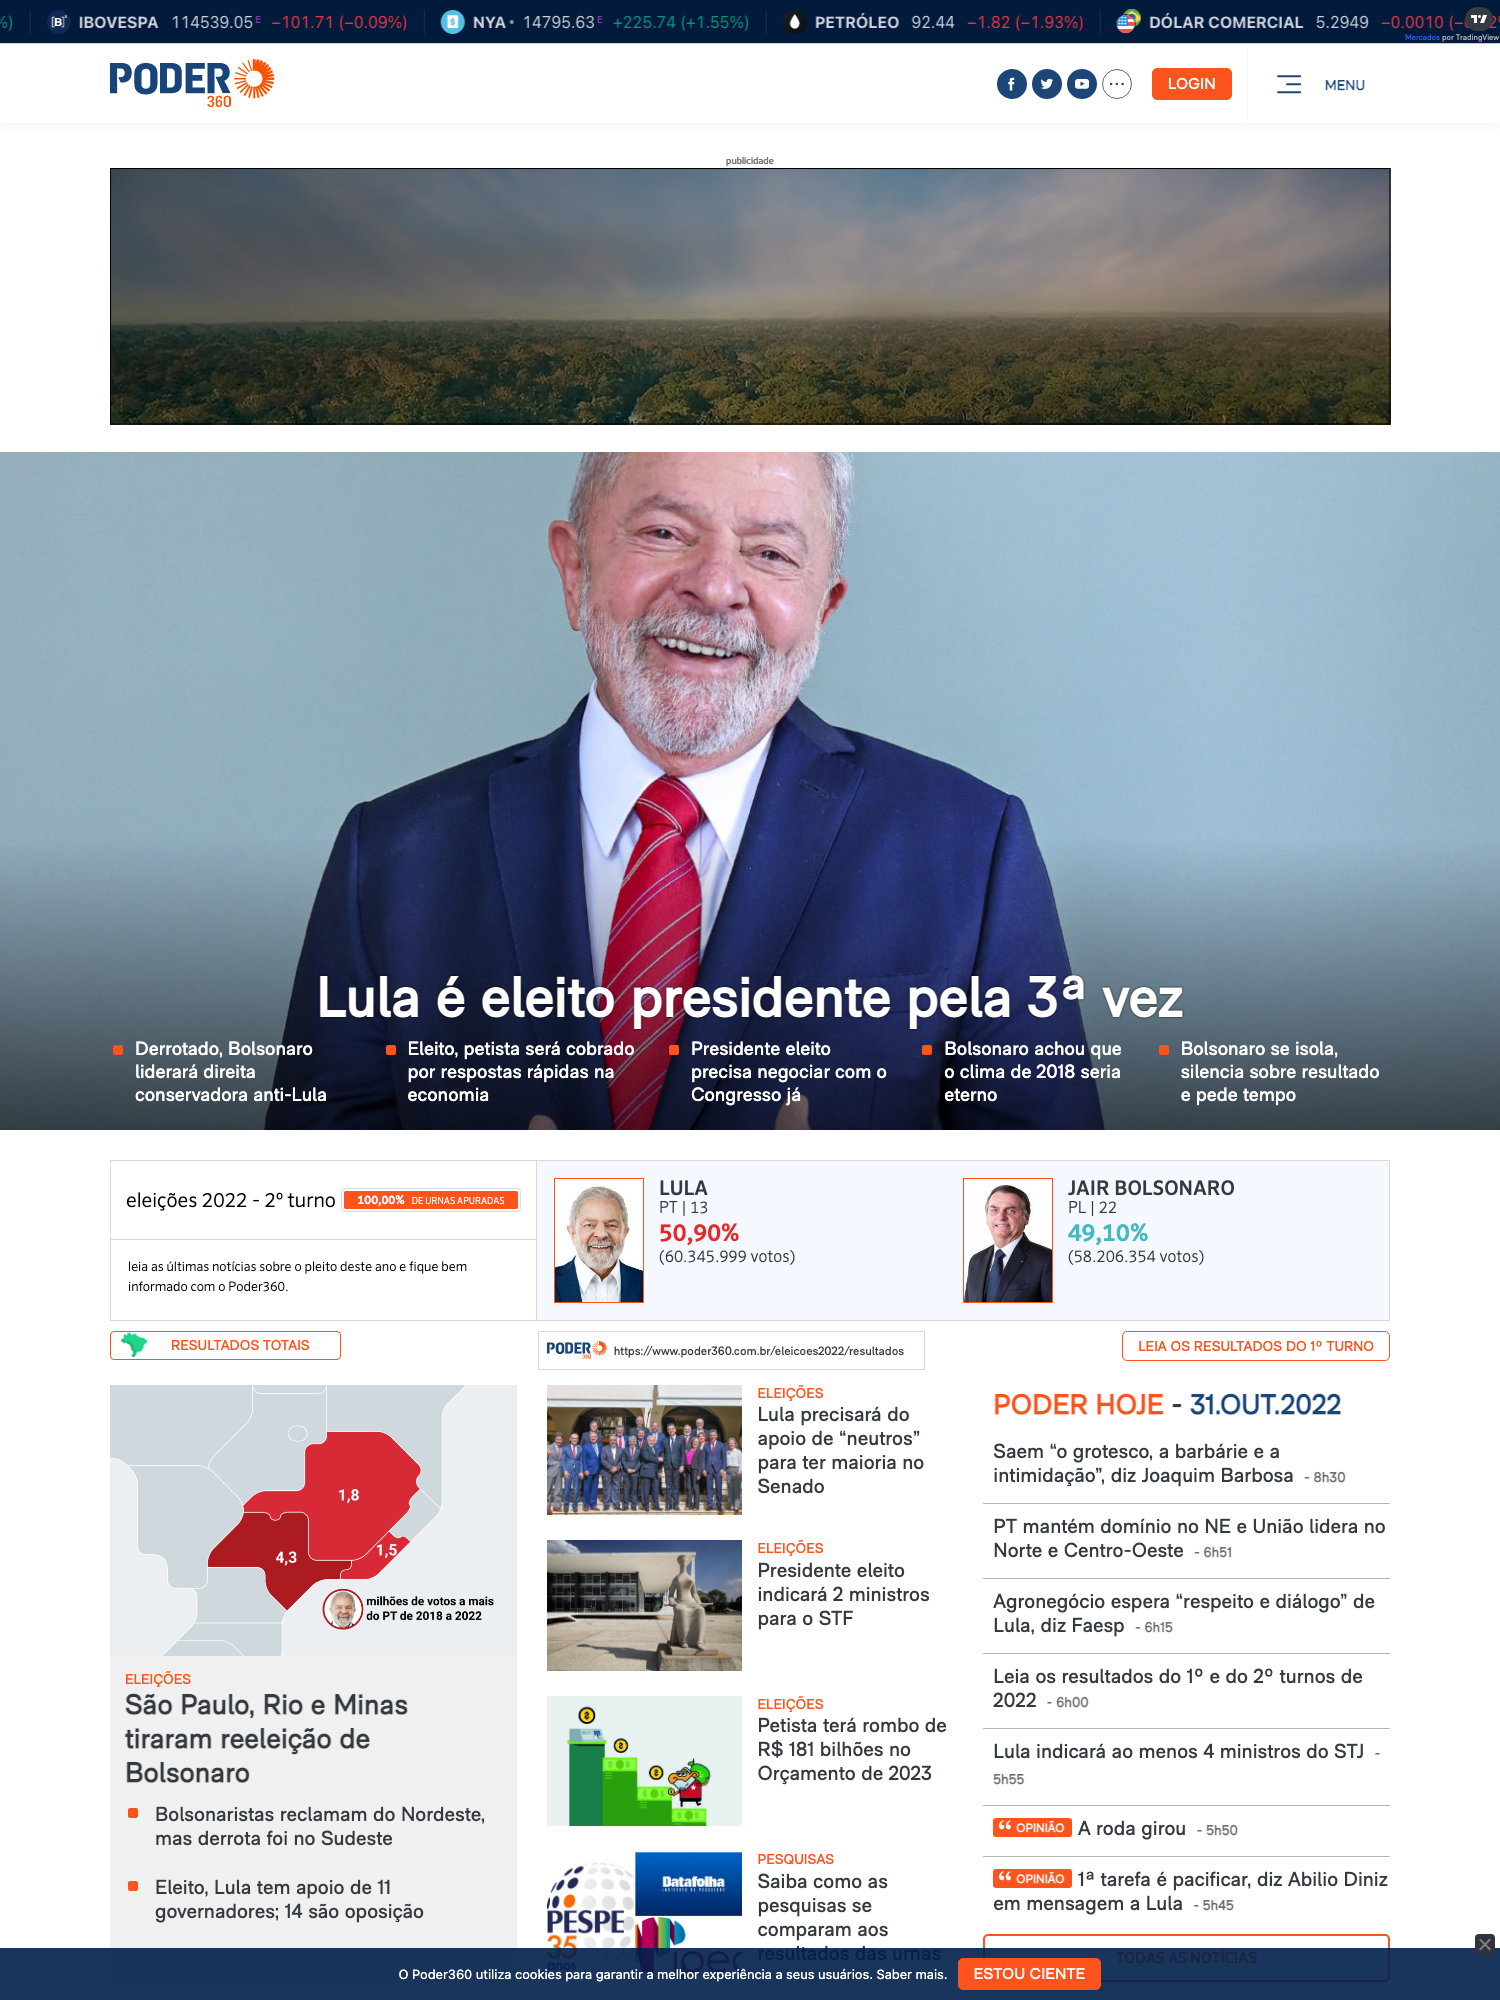 %)
IBOVESPA 114539.05 E −101.71 (−0.09%)
NYA • 14795.63 E +225.74 (+1.55%)
PETRÓLEO 92.44 −1.82 (−1.93%)
DÓLAR COMERCIAL 5.2949 −0.0010
Mercados por TradingView
PODER
360
LOGIN
MENU
publicidade
Lula é eleito presidente pela 3ª vez
Derrotado, Bolsonaro
liderará direita
conservadora anti-Lula
Eleito, petista será cobrado
por respostas rápidas na
economia
Presidente eleito
precisa negociar com o
Congresso já
Bolsonaro achou que
o clima de 2018 seria
eterno
Bolsonaro se isola,
silencia sobre resultado
e pede tempo
eleições 2022 - 2º turno
100,00% DE URNAS APURADAS
leia as últimas notícias sobre o pleito deste ano e fique bem
informado com o Poder360.
LULA
PT | 13
50,90%
(60.345.999 votos)
JAIR BOLSONARO
PL | 22
49,10%
(58.206.354 votos)
RESULTADOS TOTAIS
PODER
360
https://www.poder360.com.br/eleicoes2022/resultados
LEIA OS RESULTADOS DO 1º TURNO
1,8
4,3
1,5
milhões de votos a mais
do PT de 2018 a 2022
ELEIÇÕES
São Paulo, Rio e Minas
tiraram reeleição de
Bolsonaro
Bolsonaristas reclamam do Nordeste,
mas derrota foi no Sudeste
Eleito, Lula tem apoio de 11
governadores; 14 são oposição
ELEIÇÕES
Lula precisará do
apoio de “neutros”
para ter maioria no
Senado
ELEIÇÕES
Presidente eleito
indicará 2 ministros
para o STF
ELEIÇÕES
Petista terá rombo de
R$ 181 bilhões no
Orçamento de 2023
Datafolha
INSTITUTO DE PESQUISAS
IPESPE
35
anos
ipec
PESQUISAS
Saiba como as
pesquisas se
comparam aos
resultados das urnas
PODER HOJE - 31.OUT.2022
Saem “o grotesco, a barbárie e a
intimidação”, diz Joaquim Barbosa - 8h30
PT mantém domínio no NE e União lidera no
Norte e Centro-Oeste - 6h51
Agronegócio espera “respeito e diálogo” de
Lula, diz Faesp - 6h15
Leia os resultados do 1º e do 2º turnos de
2022 - 6h00
Lula indicará ao menos 4 ministros do STJ -
5h55
“ OPINIÃO A roda girou - 5h50
“ OPINIÃO 1ª tarefa é pacificar, diz Abilio Diniz
em mensagem a Lula - 5h45
TODAS AS NOTÍCIAS
O Poder360 utiliza cookies para garantir a melhor experiência a seus usuários. Saber mais.
ESTOU CIENTE